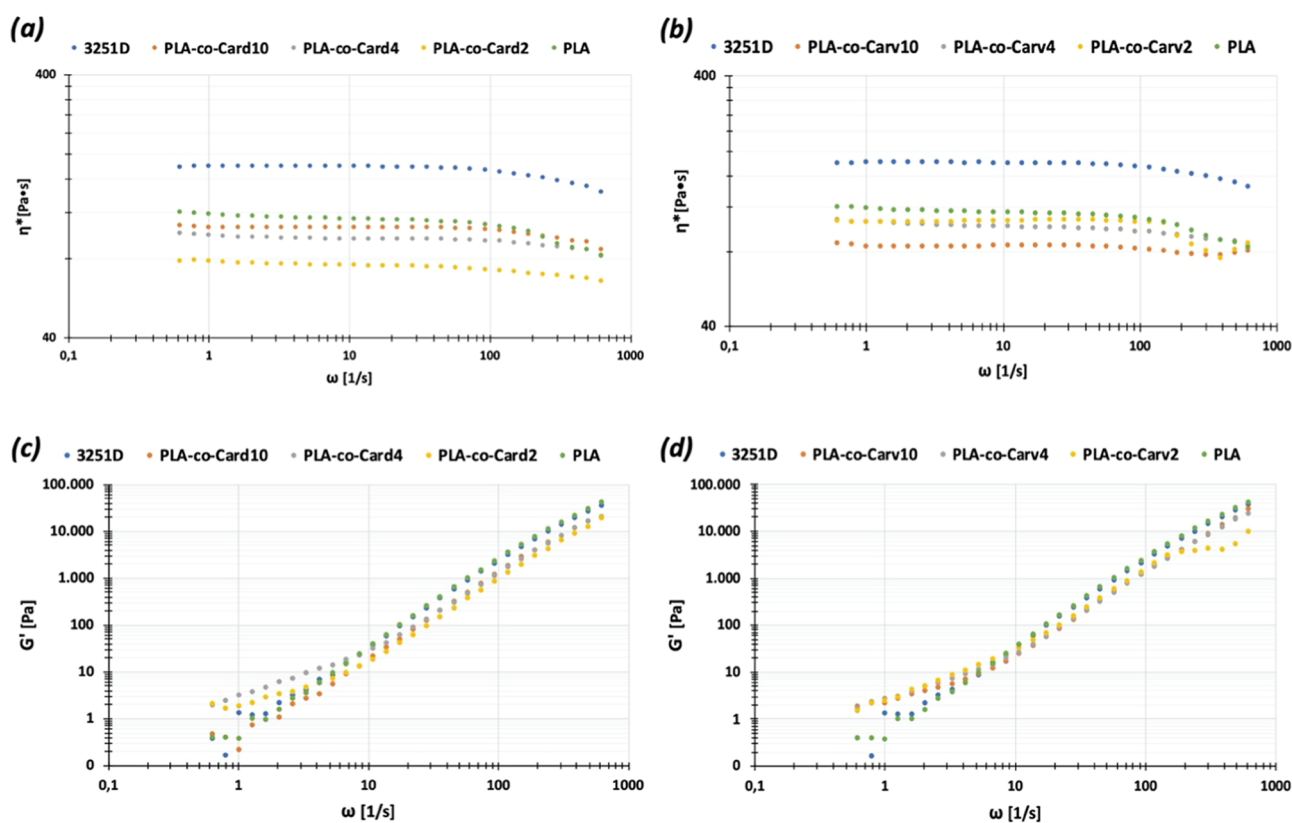 (a)
3251D PLA-co-Card10 PLA-co-Card4 PLA-co-Card2 PLA
400
η*[Pa•s]
40
0,1 1 10 100 1000
ω [1/s]
(b)
3251D PLA-co-Carv10 PLA-co-Carv4 PLA-co-Carv2 PLA
400
η*[Pa•s]
40
0,1 1 10 100 1000
ω [1/s]
(c)
3251D PLA-co-Card10 PLA-co-Card4 PLA-co-Card2 PLA
100.000
10.000
1.000
100
10
1
0
G' [Pa]
0,1 1 10 100 1000
ω [1/s]
(d)
3251D PLA-co-Carv10 PLA-co-Carv4 PLA-co-Carv2 PLA
100.000
10.000
1.000
100
10
1
0
G' [Pa]
0,1 1 10 100 1000
ω [1/s]